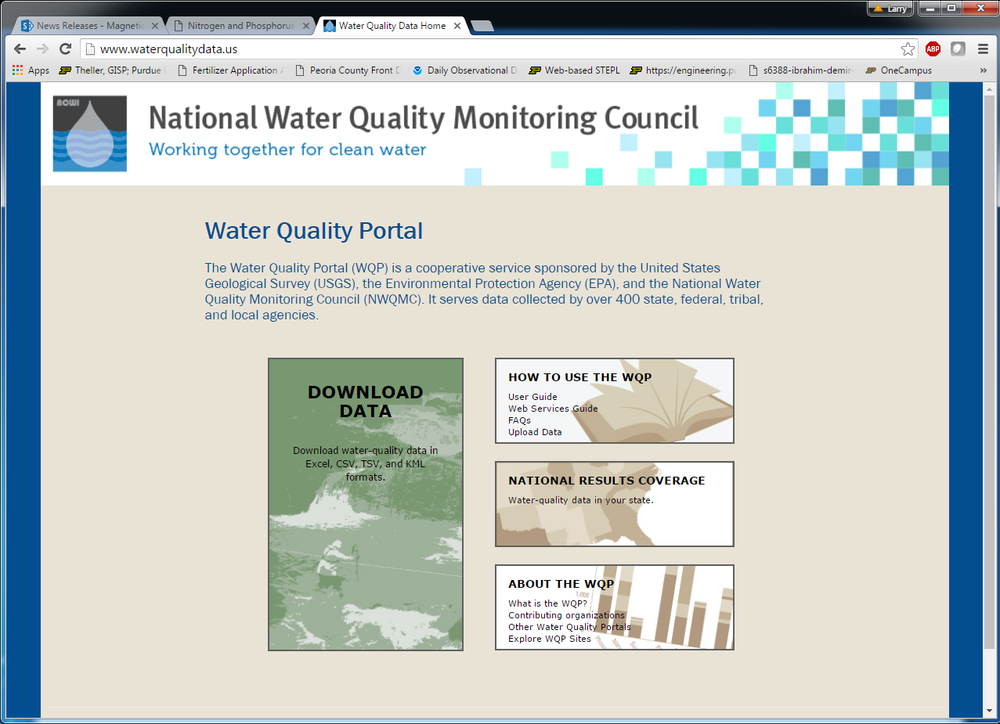 Larry
News Releases - Magnetic
Nitrogen and Phosphorus
Water Quality Data Home
www.waterqualitydata.us
ABP
Apps
Theller, GISP; Purdue
Fertilizer Application
Peoria County Front D
Daily Observational D
Web-based STEPL
https://engineering.pu
s6388-ibrahim-demir-
OneCampus
»
ACWI
National Water Quality Monitoring Council
Working together for clean water
Water Quality Portal
The Water Quality Portal (WQP) is a cooperative service sponsored by the United States
Geological Survey (USGS), the Environmental Protection Agency (EPA), and the National Water
Quality Monitoring Council (NWQMC). It serves data collected by over 400 state, federal, tribal,
and local agencies.
DOWNLOAD
DATA
Download water-quality data in
Excel, CSV, TSV, and KML
formats.
HOW TO USE THE WQP
User Guide
Web Services Guide
FAQs
Upload Data
NATIONAL RESULTS COVERAGE
Water-quality data in your state.
ABOUT THE WQP
What is the WQP?
Contributing organizations
Other Water Quality Portals
Explore WQP Sites
1,000